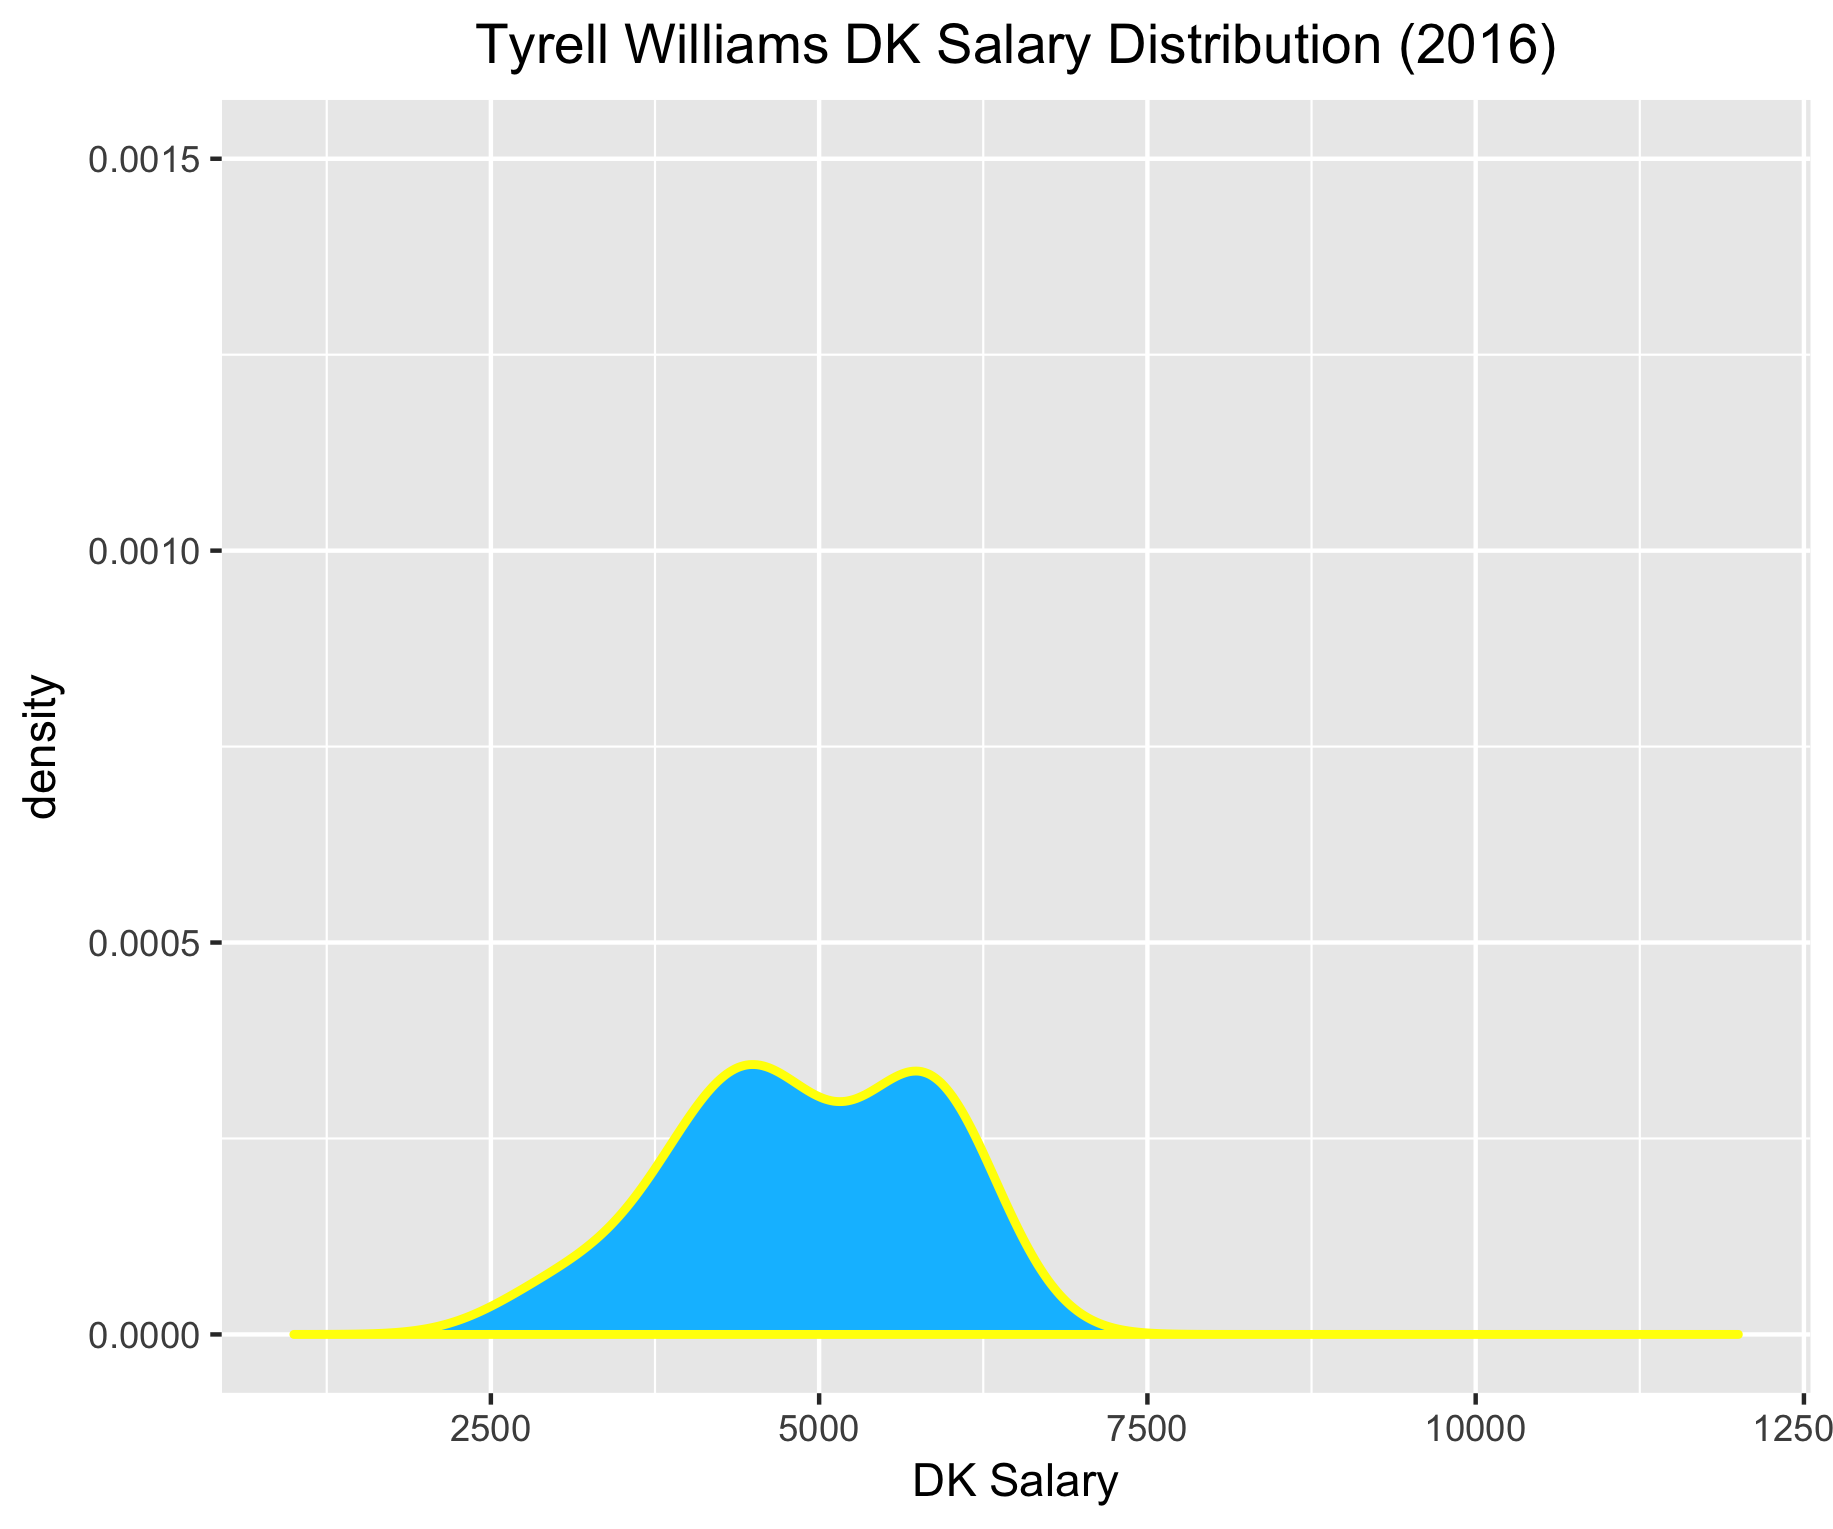 Tyrell Williams DK Salary Distribution (2016)
0.0015
0.0010
0.0005
0.0000
density
2500 5000 7500 10000 1250
DK Salary